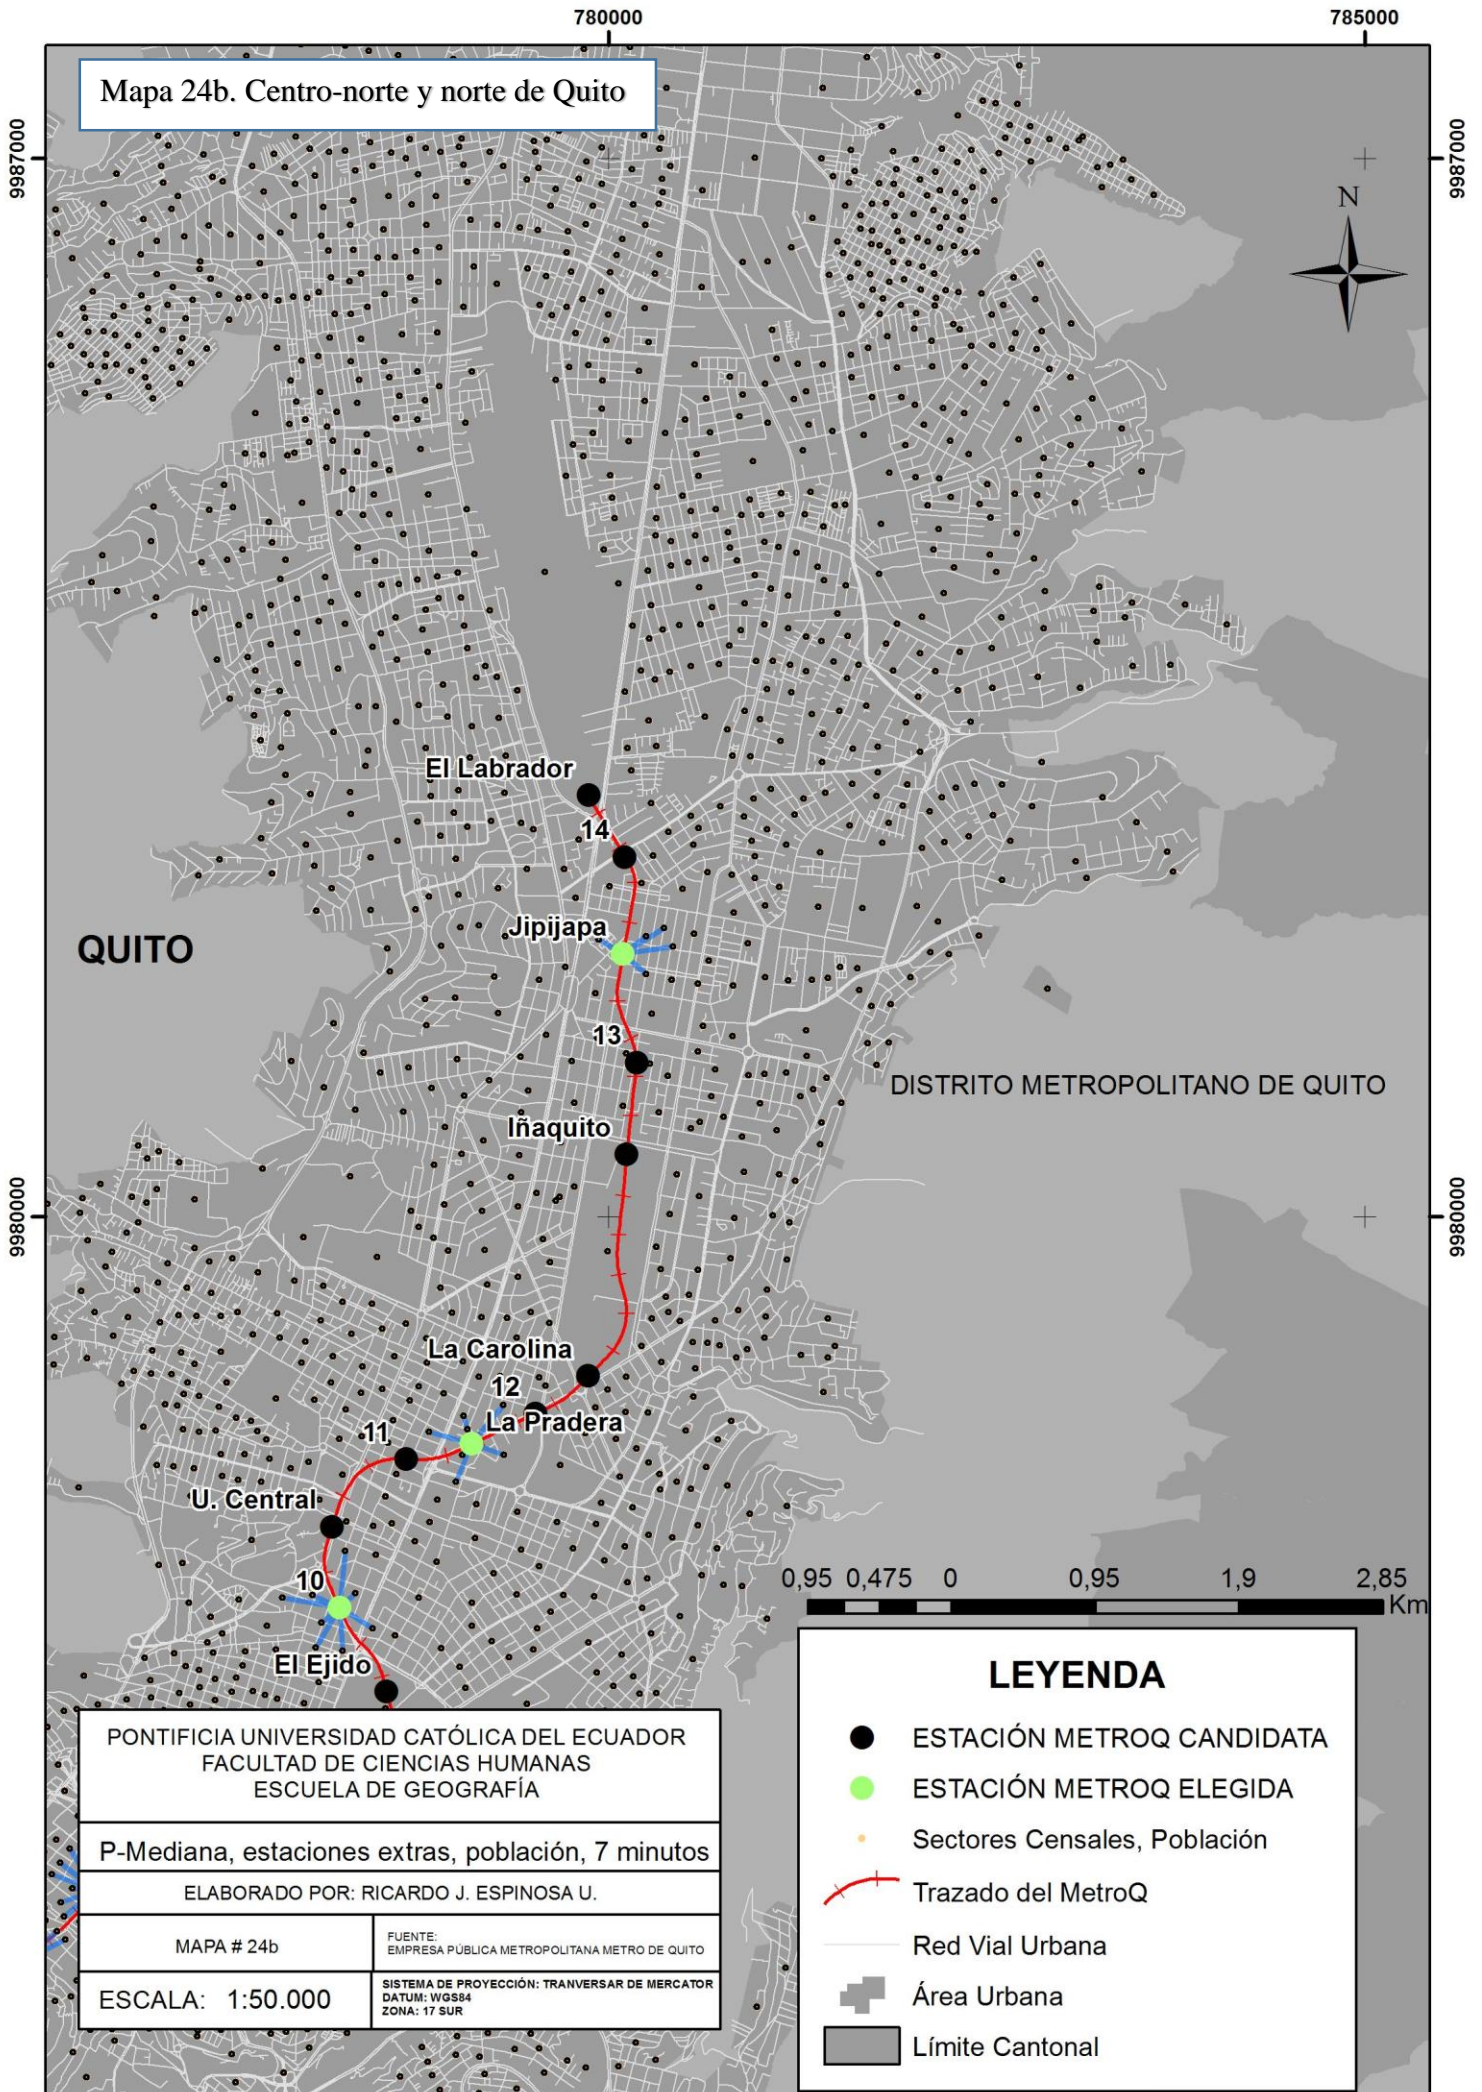 780000
785000
Mapa 24b. Centro-norte y norte de Quito
9987000
9987000
N
El Labrador
14
Jipijapa
QUITO
13
DISTRITO METROPOLITANO DE QUITO
Iñaquito
9980000
9980000
La Carolina
12
La Pradera
11
U. Central
10
0,95 0,475 0 0,95 1,9 2,85
Km
El Ejido
PONTIFICIA UNIVERSIDAD CATÓLICA DEL ECUADOR
FACULTAD DE CIENCIAS HUMANAS
ESCUELA DE GEOGRAFÍA
P-Mediana, estaciones extras, población, 7 minutos
ELABORADO POR: RICARDO J. ESPINOSA U.
MAPA # 24b
FUENTE:
EMPRESA PÚBLICA METROPOLITANA METRO DE QUITO
ESCALA: 1:50.000
SISTEMA DE PROYECCIÓN: TRANVERSAR DE MERCATOR
DATUM: WGS84
ZONA: 17 SUR
LEYENDA
ESTACIÓN METROQ CANDIDATA
ESTACIÓN METROQ ELEGIDA
Sectores Censales, Población
Trazado del MetroQ
Red Vial Urbana
Área Urbana
Límite Cantonal